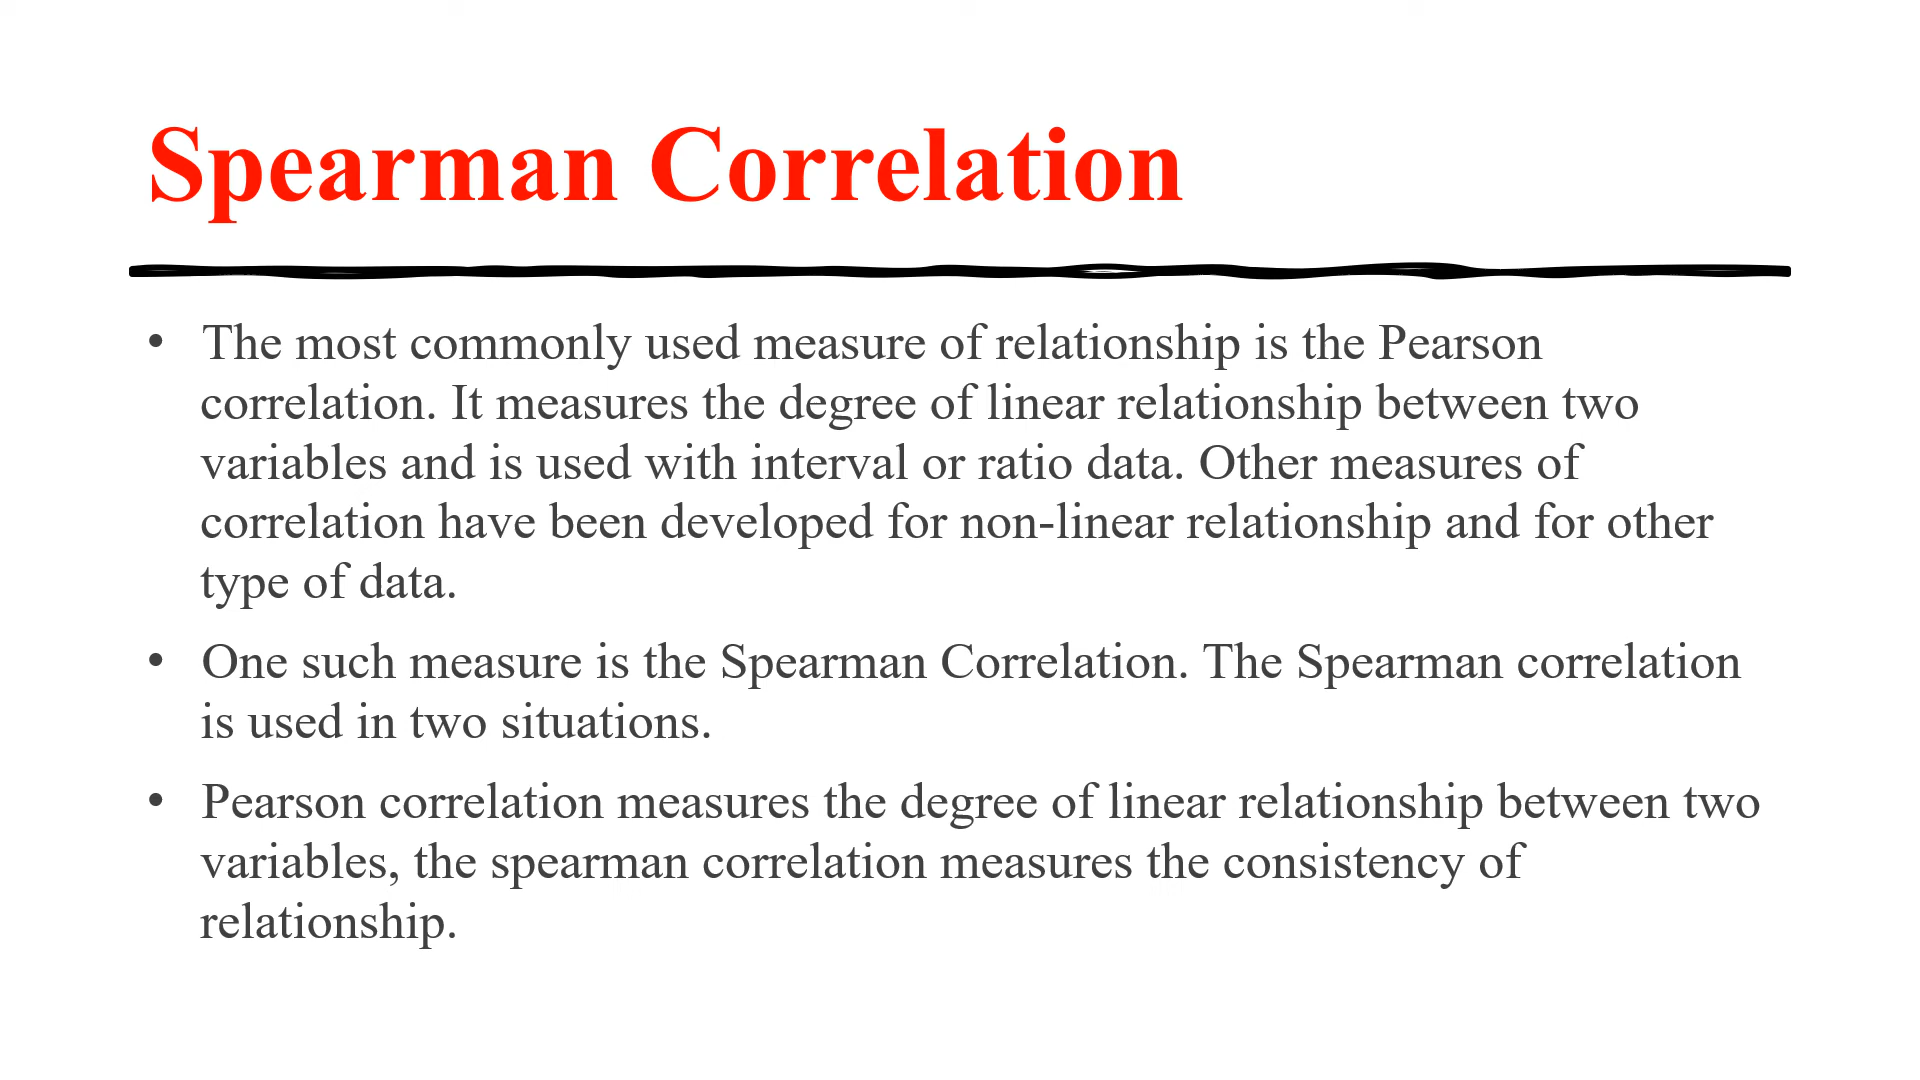 Spearman Correlation
• The most commonly used measure of relationship is the Pearson
correlation. It measures the degree of linear relationship between two
variables and is used with interval or ratio data. Other measures of
correlation have been developed for non-linear relationship and for other
type of data.
• One such measure is the Spearman Correlation. The Spearman correlation
is used in two situations.
• Pearson correlation measures the degree of linear relationship between two
variables, the spearman correlation measures the consistency of
relationship.